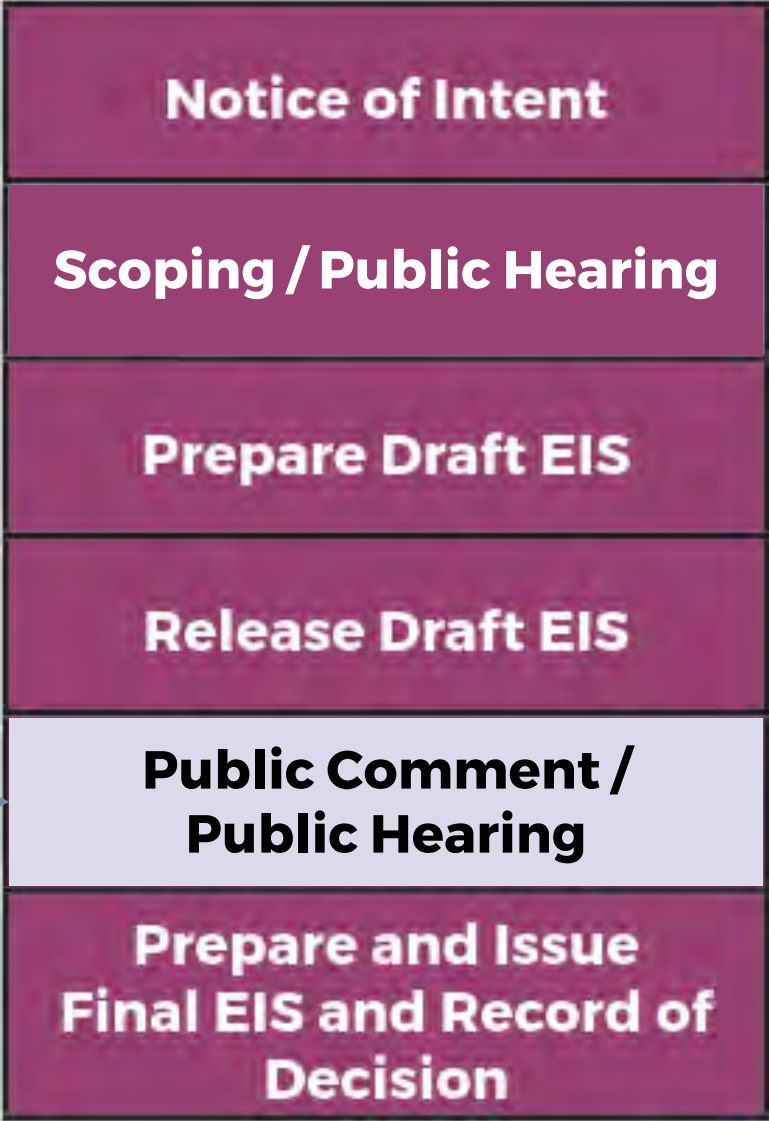 Notice of Intent
Scoping / Public Hearing
Prepare Draft EIS
Release Draft EIS
Public Comment /
Public Hearing
Prepare and Issue
Final EIS and Record of
Decision